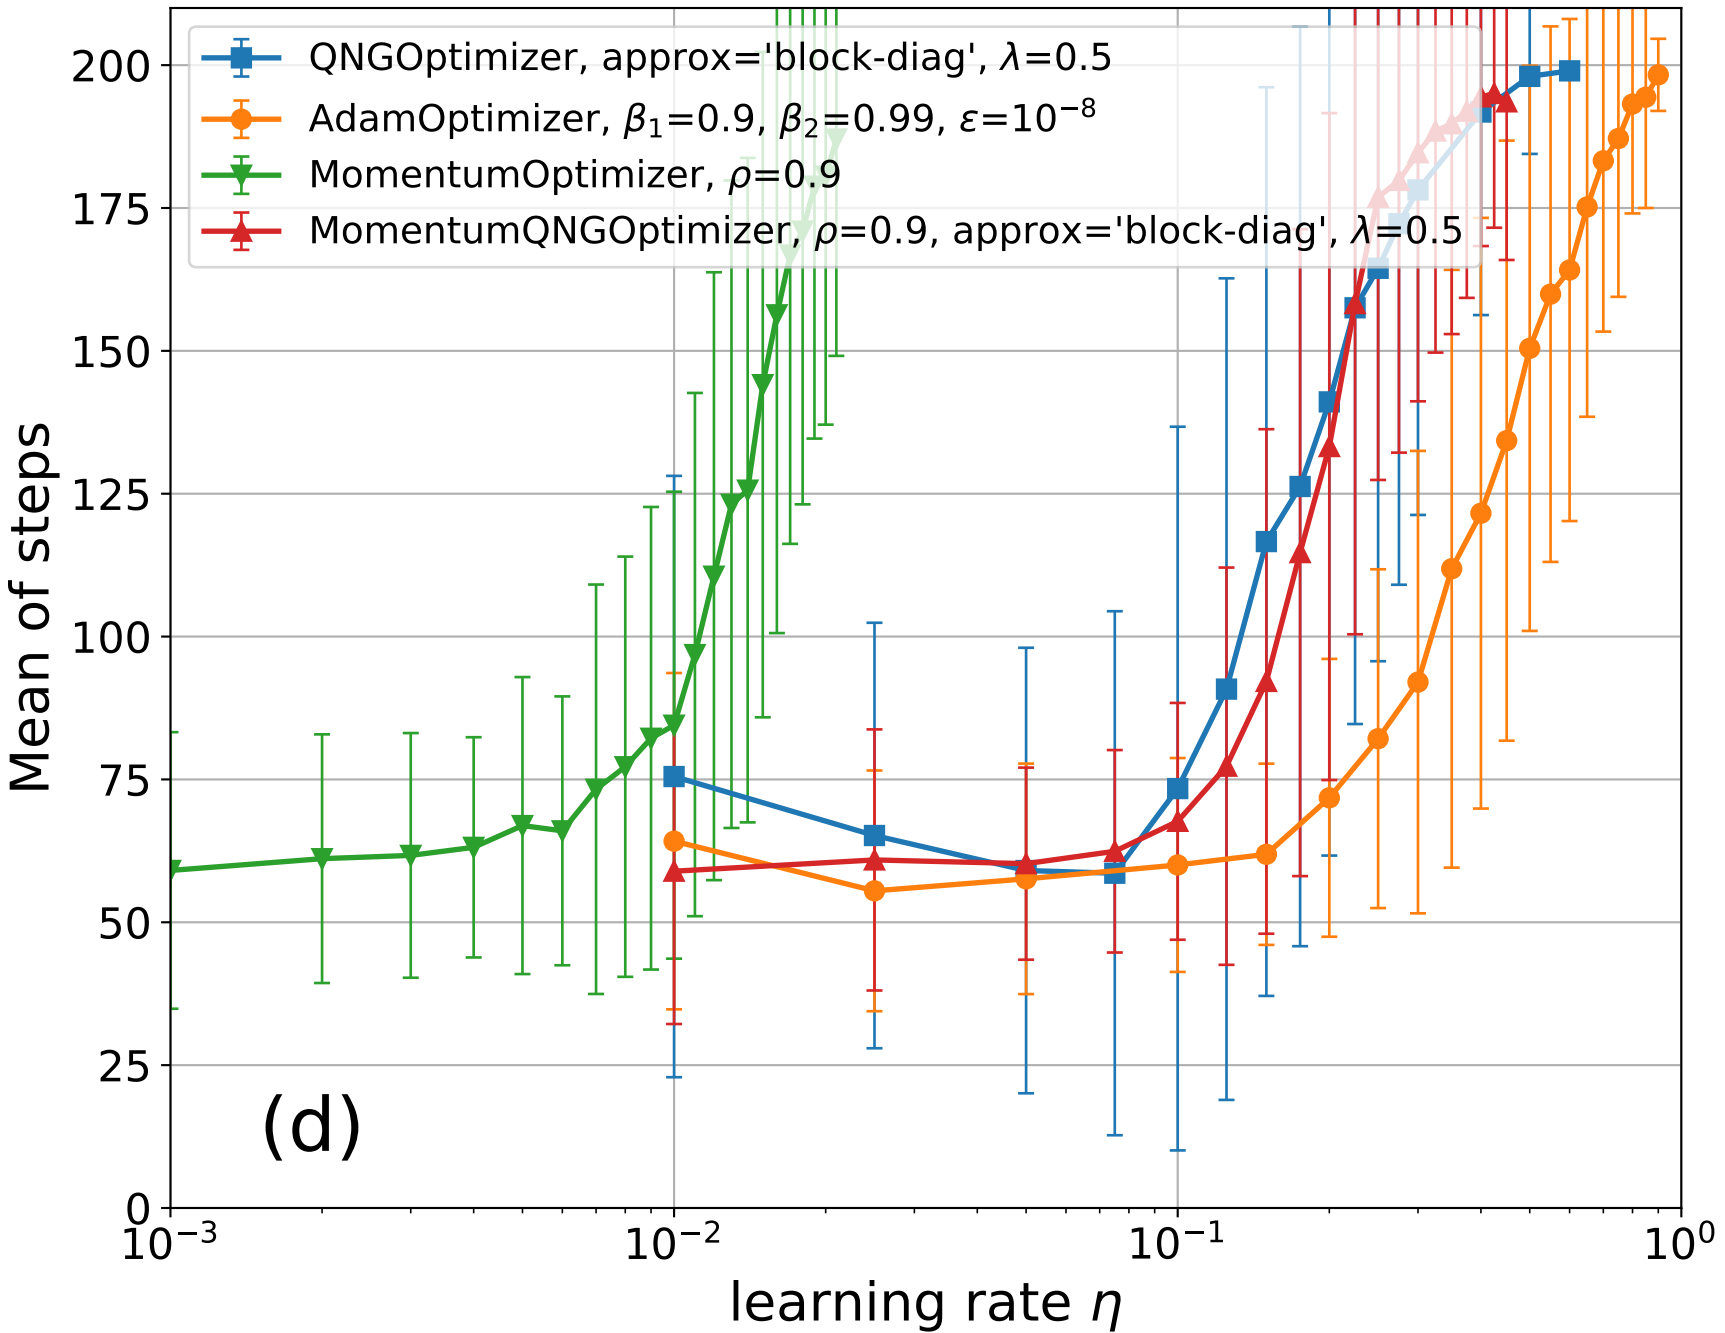 QNGOptimizer, approx='block-diag', λ=0.5
AdamOptimizer, β₁=0.9, β₂=0.99, ε=10⁻⁸
MomentumOptimizer, ρ=0.9
MomentumQNGOptimizer, ρ=0.9, approx='block-diag', λ=0.5
200
175
150
125
100
75
50
25
0
Mean of steps
(d)
10⁻³
10⁻²
10⁻¹
10⁰
learning rate η